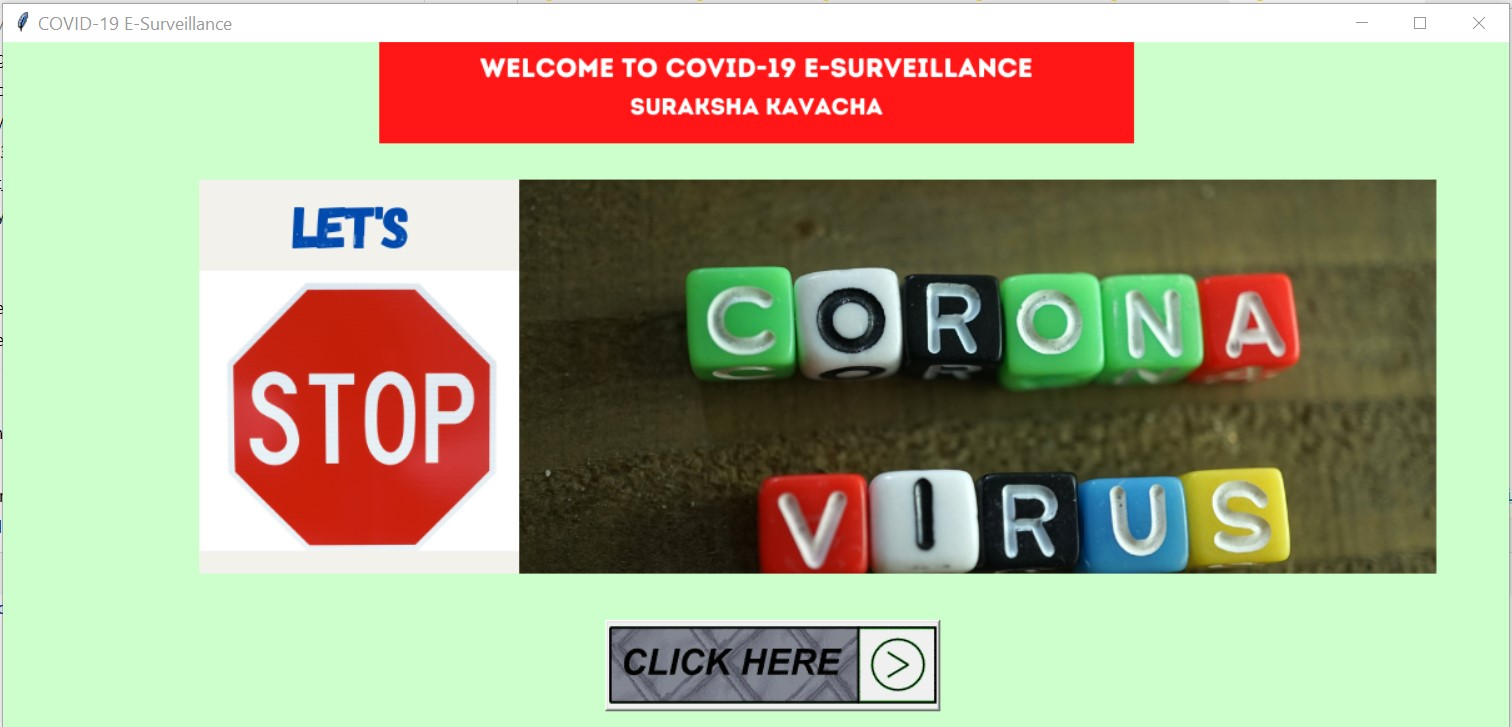 COVID-19 E-Surveillance
WELCOME TO COVID-19 E-SURVEILLANCE
SURAKSHA KAVACHA
LET'S
STOP
CORONA
VIRUS
CLICK HERE